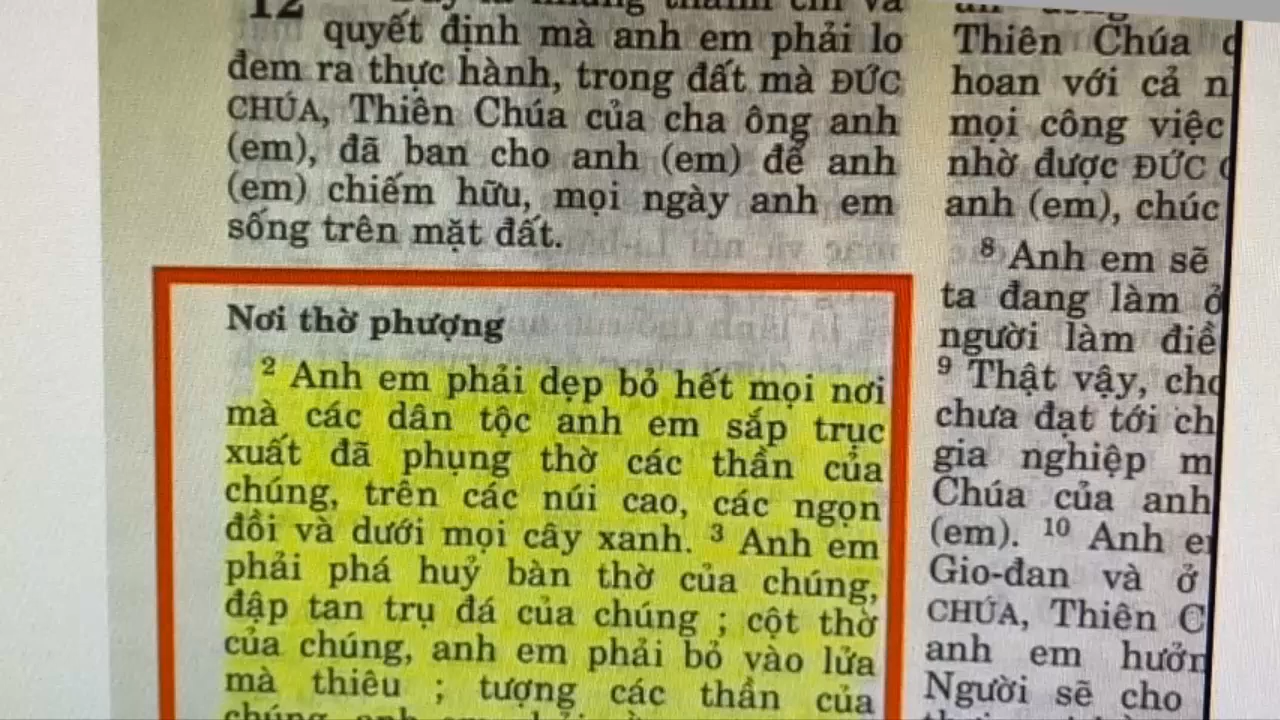 12
quyết định mà anh em phải lo
đem ra thực hành, trong đất mà ĐỨC
CHÚA, Thiên Chúa của cha ông anh
(em), đã ban cho anh (em) để anh
(em) chiếm hữu, mọi ngày anh em
sống trên mặt đất.
Nơi thờ phượng
2 Anh em phải dẹp bỏ hết mọi nơi
mà các dân tộc anh em sắp trục
xuất đã phụng thờ các thần của
chúng, trên các núi cao, các ngọn
đồi và dưới mọi cây xanh. 3 Anh em
phải phá huỷ bàn thờ của chúng,
đập tan trụ đá của chúng ; cột thờ
của chúng, anh em phải bỏ vào lửa
mà thiêu ; tượng các thần của
Thiên Chúa
hoan với cả
mọi công việc
nhờ được ĐỨC
anh (em), chúc
8 Anh em sẽ
ta đang làm ở
người làm
9 Thật vậy,
chưa đạt tới
gia nghiệp
Chúa của anh
(em). 10 Anh
Gio-đan và ở
CHÚA, Thiên
anh em
Người sẽ cho